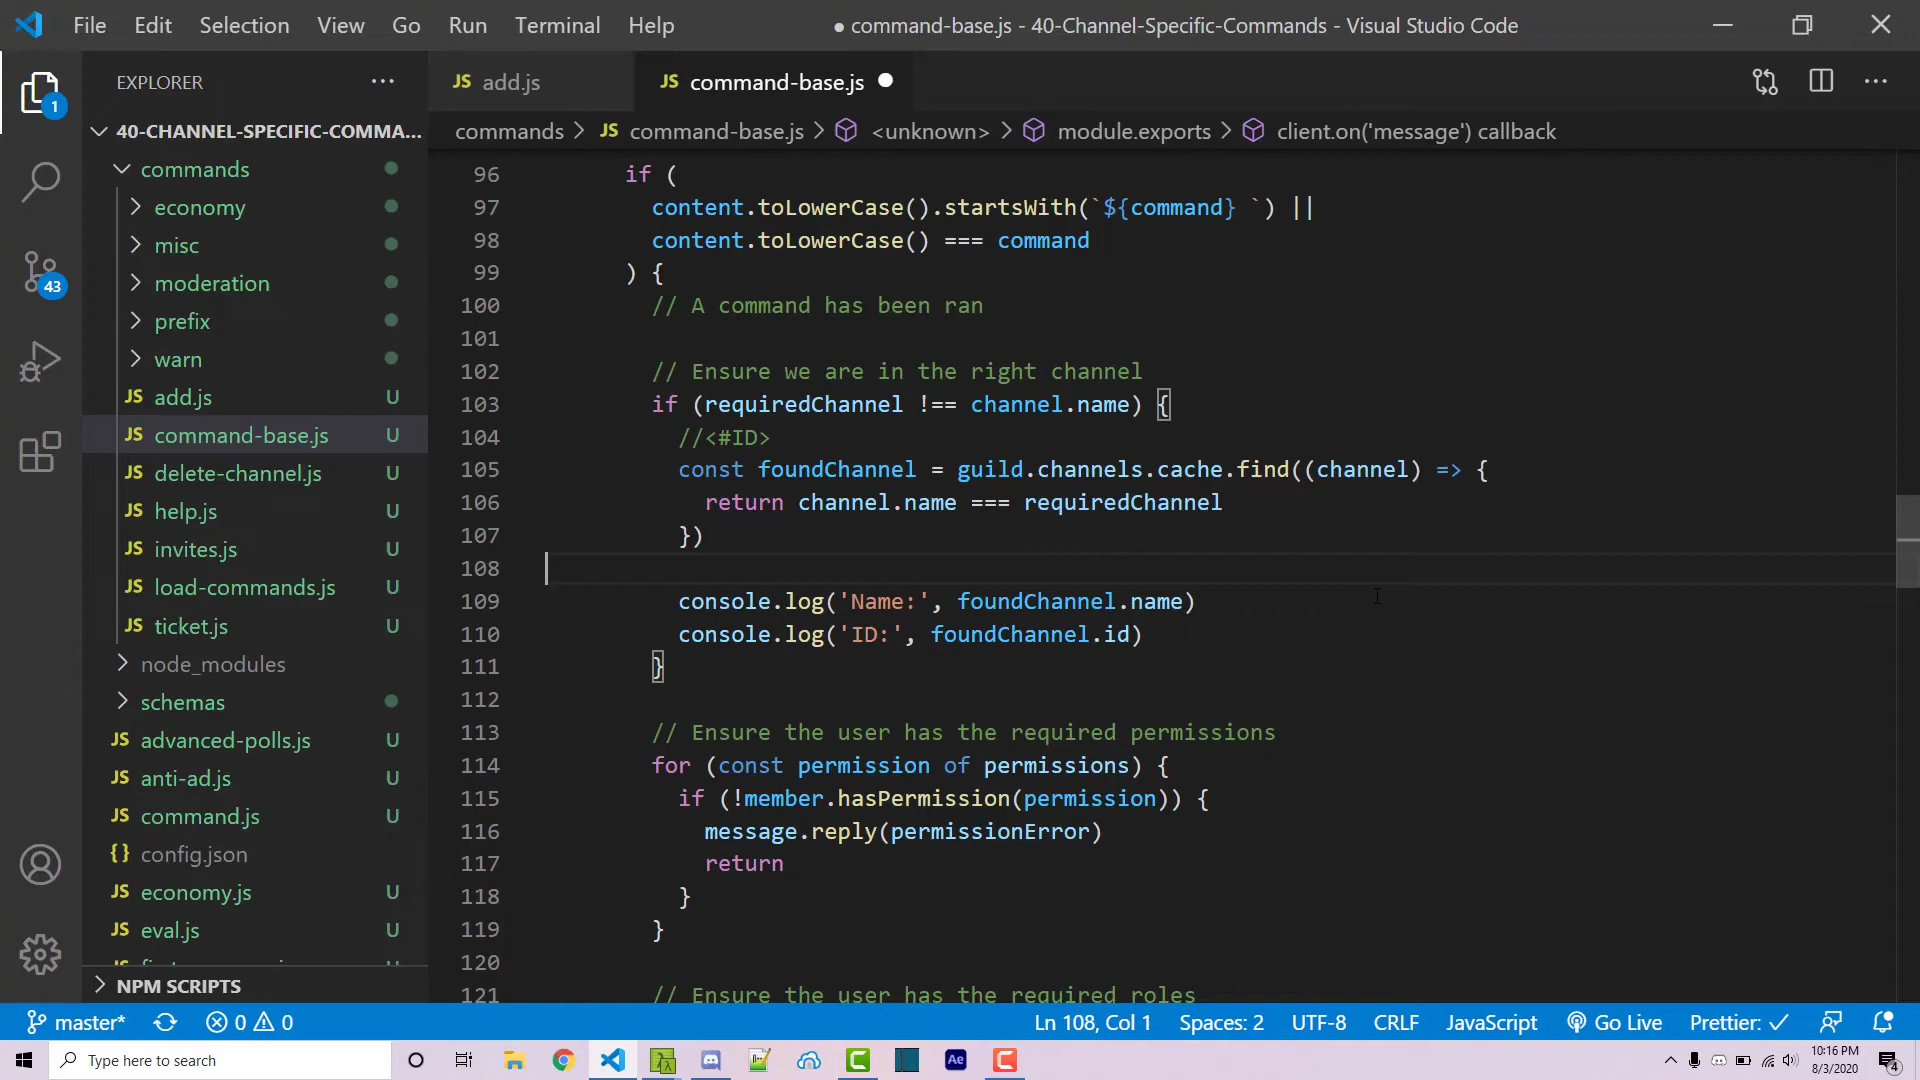 File Edit Selection View Go Run Terminal Help
● command-base.js - 40-Channel-Specific-Commands - Visual Studio Code
EXPLORER
JS add.js
JS command-base.js
commands > JS command-base.js > <unknown> > module.exports > client.on('message') callback
1
43
40-CHANNEL-SPECIFIC-COMMA...
commands
economy
misc
moderation
prefix
warn
JS add.js U
JS command-base.js U
JS delete-channel.js U
JS help.js U
JS invites.js U
JS load-commands.js U
JS ticket.js U
node_modules
schemas
JS advanced-polls.js U
JS anti-ad.js U
JS command.js U
{} config.json
JS economy.js U
JS eval.js U
NPM SCRIPTS
96 if (
97 content.toLowerCase().startsWith(`${command} `) ||
98 content.toLowerCase() === command
99 ) {
100 // A command has been ran
101
102 // Ensure we are in the right channel
103 if (requiredChannel !== channel.name) {
104 //<#ID>
105 const foundChannel = guild.channels.cache.find((channel) => {
106 return channel.name === requiredChannel
107 })
108
109 console.log('Name:', foundChannel.name)
110 console.log('ID:', foundChannel.id)
111 }
112
113 // Ensure the user has the required permissions
114 for (const permission of permissions) {
115 if (!member.hasPermission(permission)) {
116 message.reply(permissionError)
117 return
118 }
119 }
120
121 // Ensure the user has the required roles
master* 0 0 Ln 108, Col 1 Spaces: 2 UTF-8 CRLF JavaScript Go Live Prettier: ✓
Type here to search
Ae
10:16 PM
8/3/2020
4